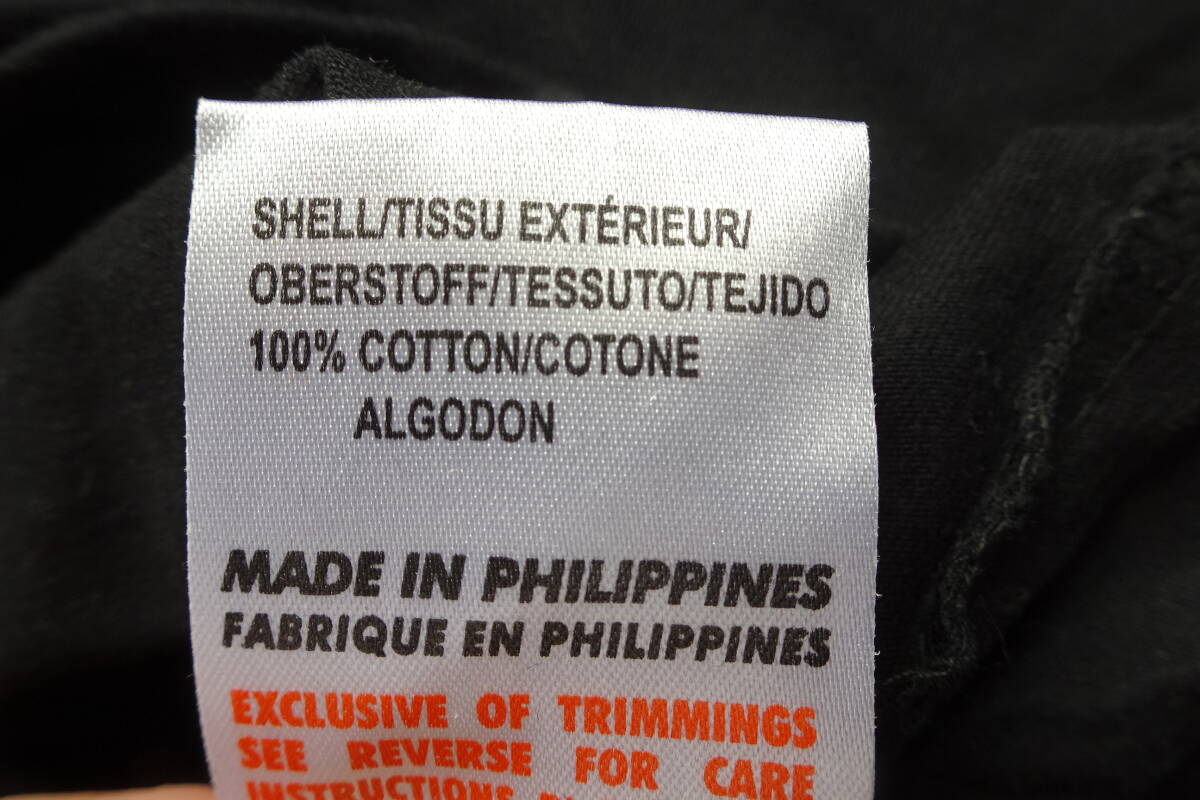 SHELL/TISSU EXTÉRIEUR/
OBERSTOFF/TESSUTO/TEJIDO
100% COTTON/COTONE
ALGODON
MADE IN PHILIPPINES
FABRIQUE EN PHILIPPINES
EXCLUSIVE OF TRIMMINGS
SEE REVERSE FOR CARE
INSTRUCTIONS